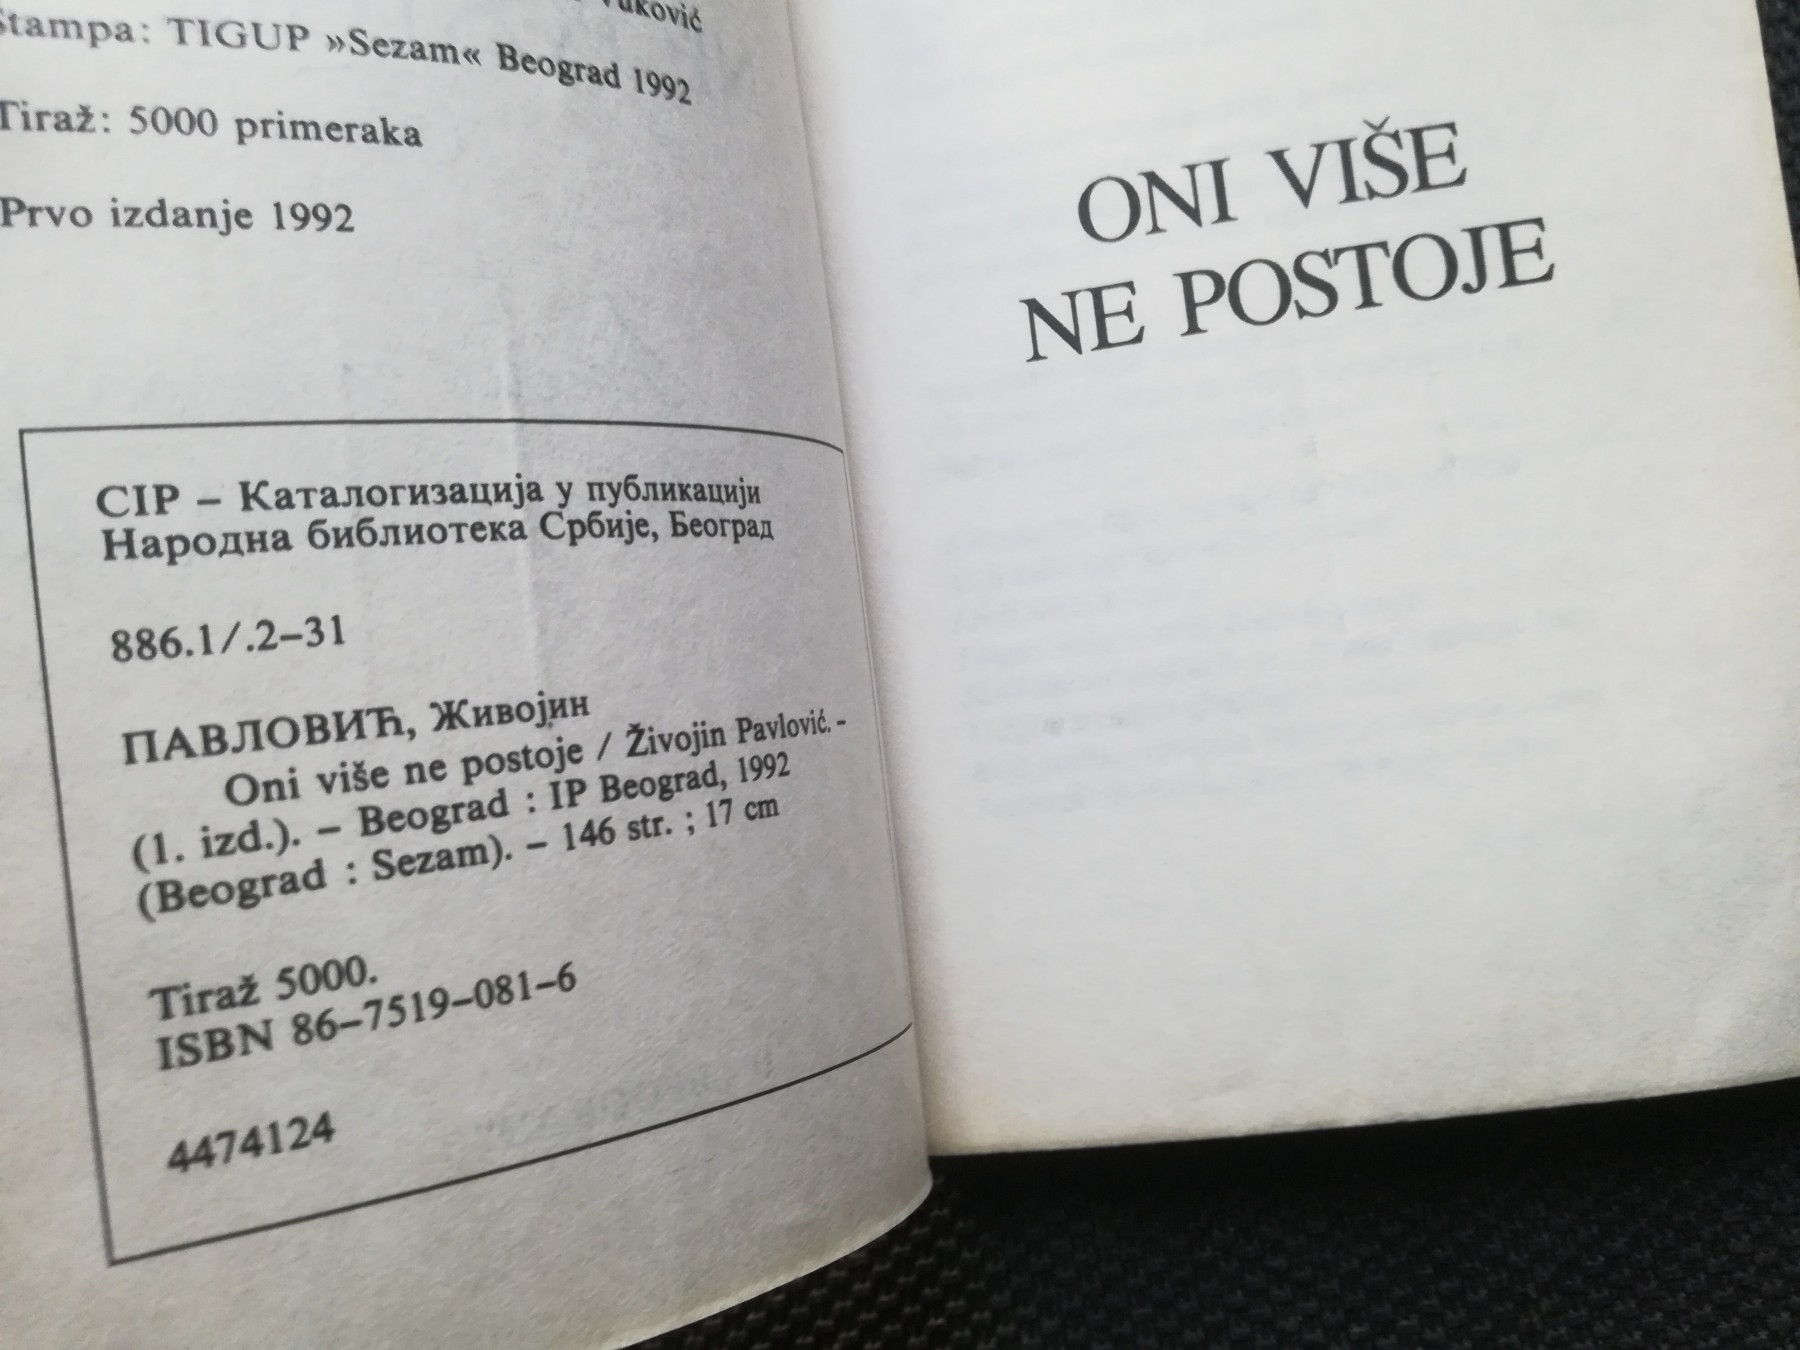 Vuković
Štampa: TIGUP »Sezam« Beograd 1992
Tiraž: 5000 primeraka
Prvo izdanje 1992
CIP – Каталогизација у публикацији
Народна библиотека Србије, Београд
886.1/.2–31
ПАВЛОВИЋ, Живојин
Oni više ne postoje / Živojin Pavlović. -
(1. izd.). – Beograd : IP Beograd, 1992
(Beograd : Sezam). – 146 str. ; 17 cm
Tiraž 5000.
ISBN 86–7519–081–6
4474124
ONI VIŠE
NE POSTOJE